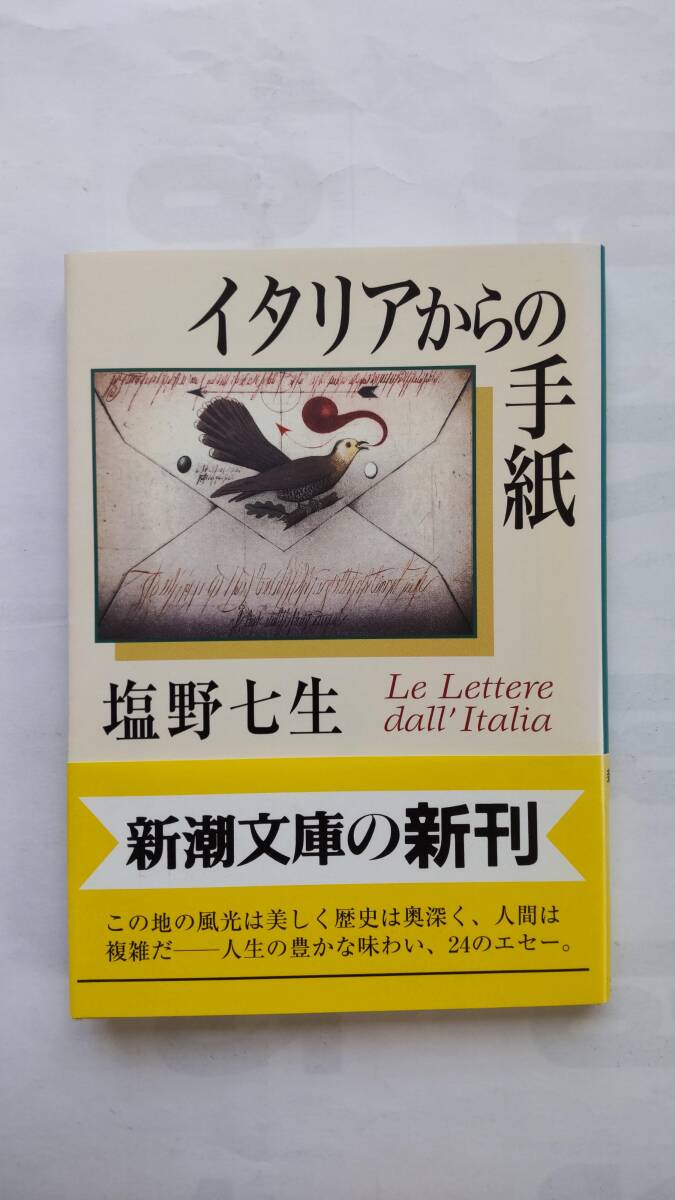 イタリアからの
手紙
塩野七生
Le Lettere
dall'Italia
新潮文庫の新刊
この地の風光は美しく歴史は奥深く、人間は
複雑だ――人生の豊かな味わい、24のエセー。